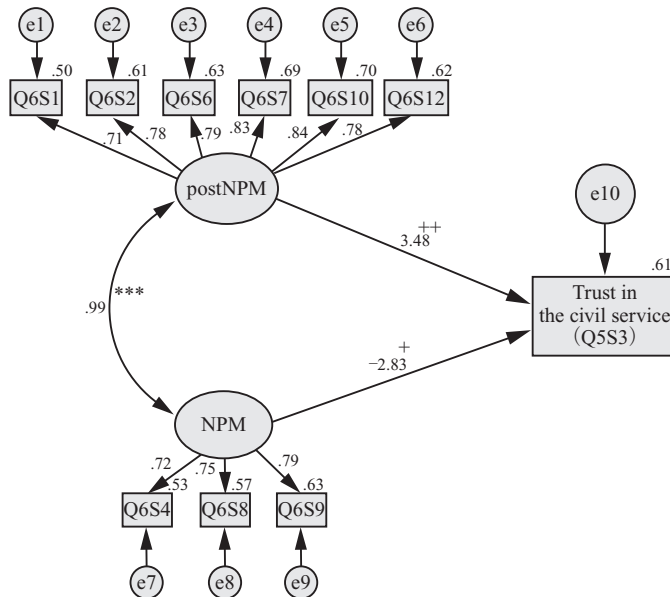 e1 e2 e3 e4 e5 e6
.50 .61 .63 .69 .70 .62
Q6S1 Q6S2 Q6S6 Q6S7 Q6S10 Q6S12
.71 .78 .79 .83 .84 .78
postNPM
e10
++
3.48
.61
Trust in
the civil service
(Q5S3)
.99 ***
+
−2.83
NPM
.72 .75 .79
.53 .57 .63
Q6S4 Q6S8 Q6S9
e7 e8 e9